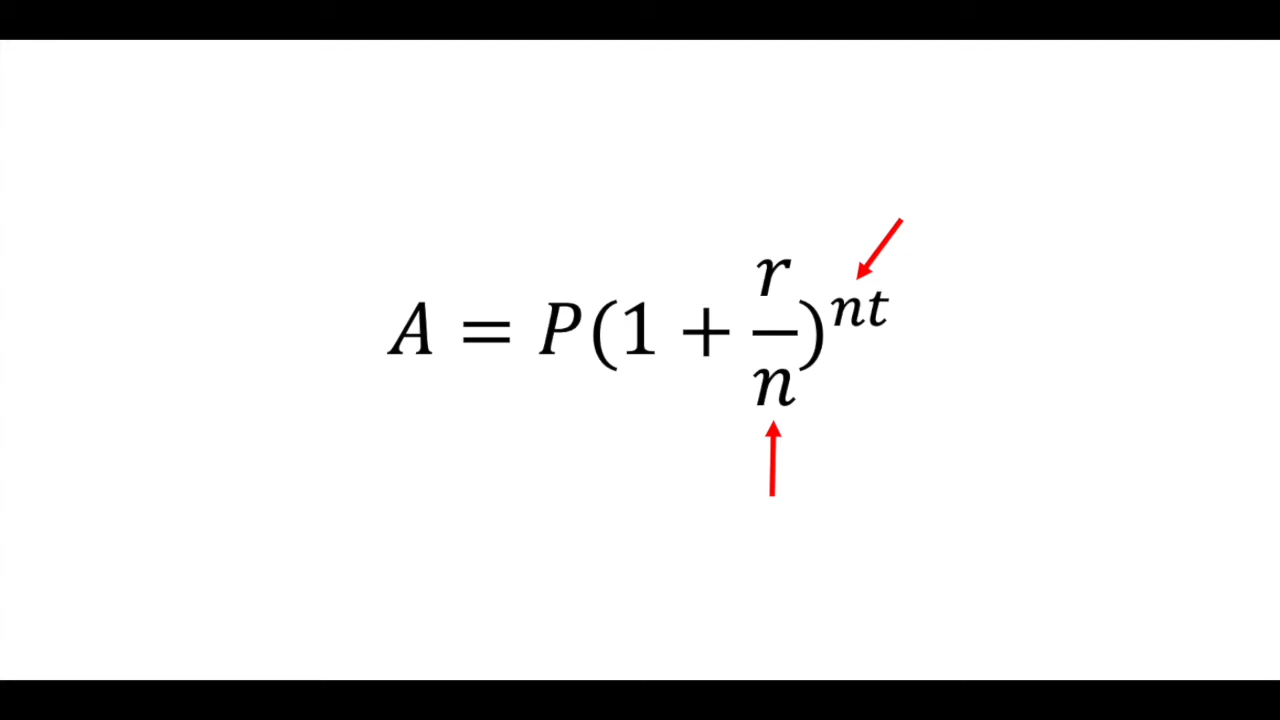 A = P(1 + r/n)^{nt}